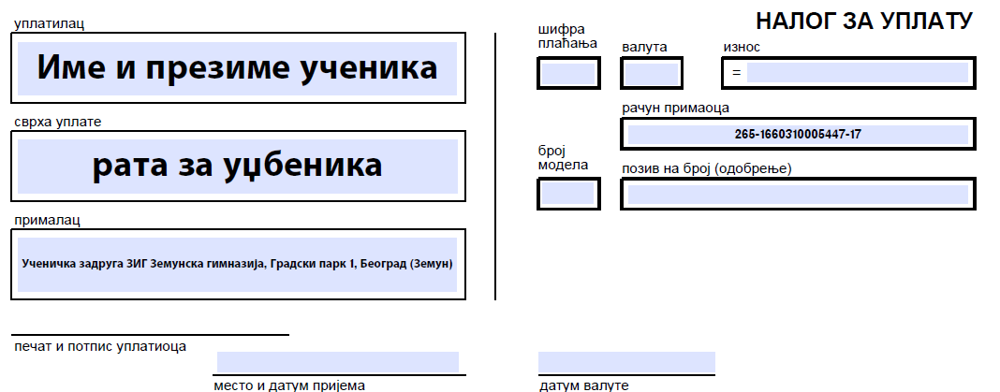 НАЛОГ ЗА УПЛАТУ
уплатилац
Име и презиме ученика
сврха уплате
рата за уџбеника
прималац
Ученичка задруга ЗИГ Земунска гимназија, Градски парк 1, Београд (Земун)
печат и потпис уплатиоца
место и датум пријема
шифра
плаћања
валута
износ
=
рачун примаоца
265-1660310005447-17
број
модела
позив на број (одобрење)
датум валуте